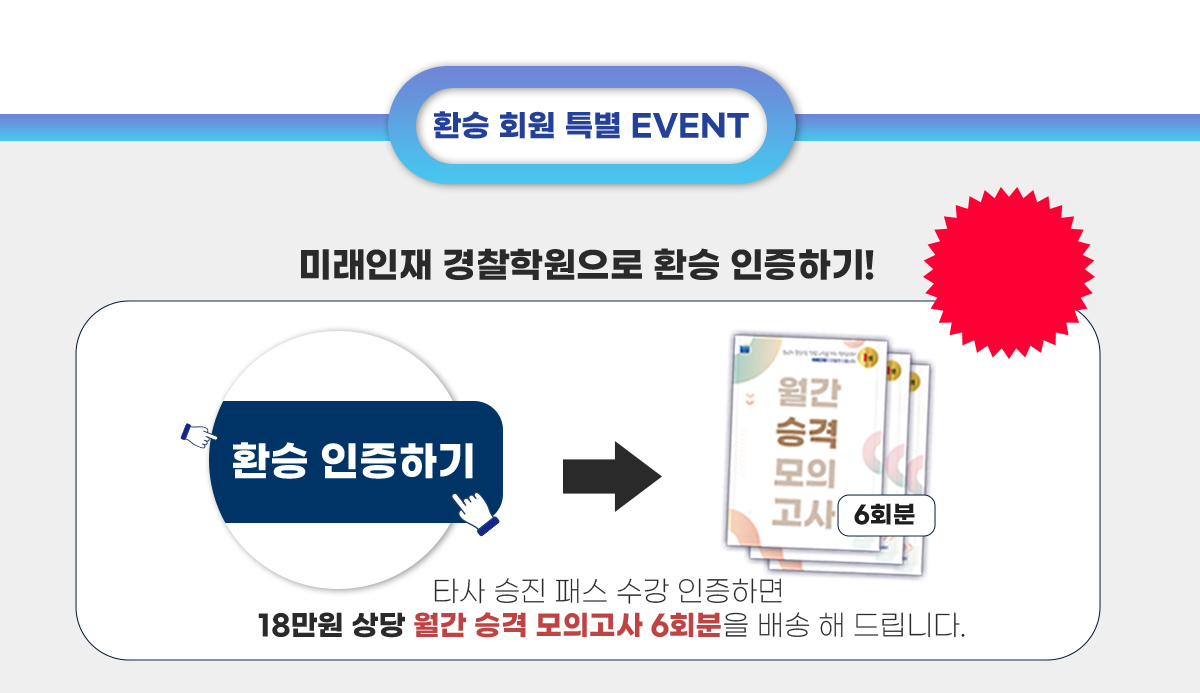 환승 회원 특별 EVENT
미래인재 경찰학원으로 환승 인증하기!
환승 인증하기
월간
승격
모의
고사
6회분
타사 승진 패스 수강 인증하면
18만원 상당 월간 승격 모의고사 6회분을 배송 해 드립니다.